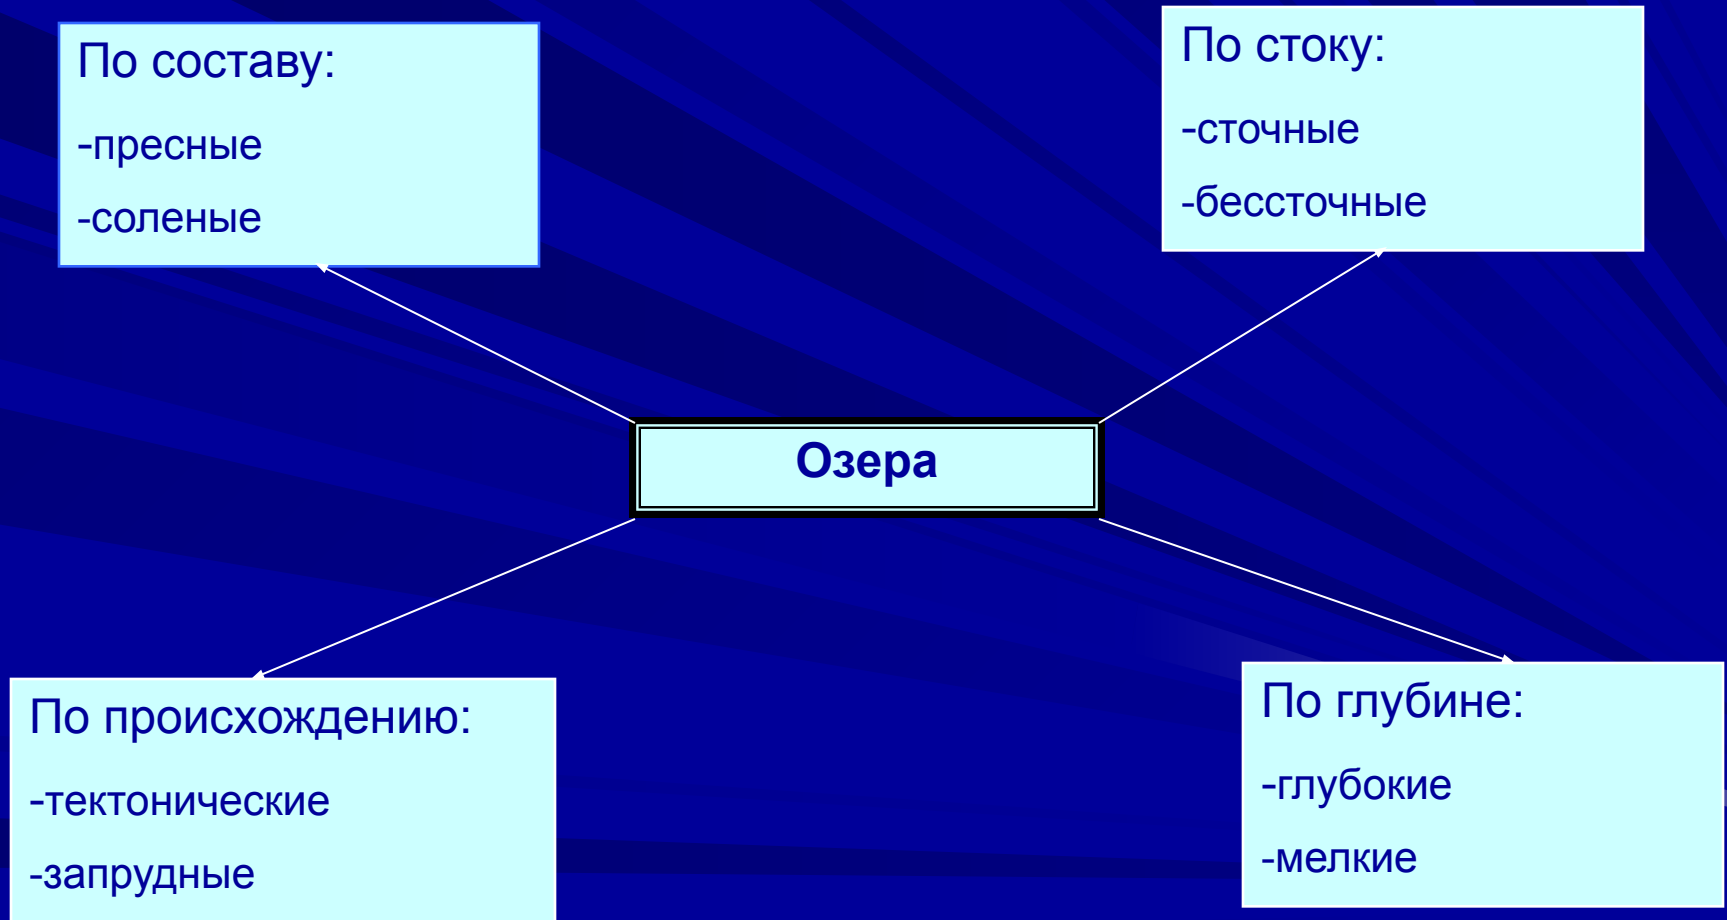 По составу:
-пресные
-соленые
По стоку:
-сточные
-бессточные
Озера
По происхождению:
-тектонические
-запрудные
По глубине:
-глубокие
-мелкие